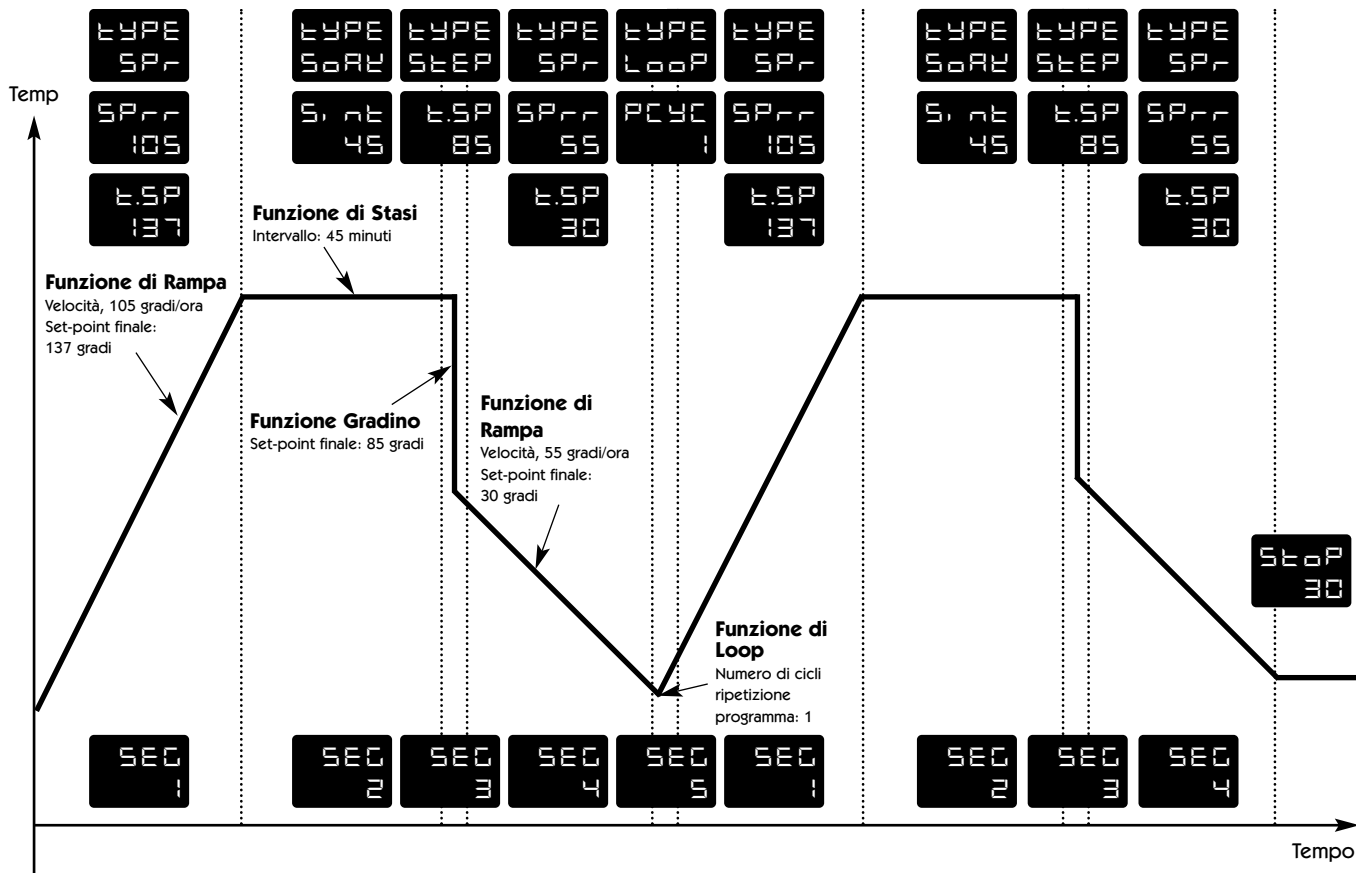 tYPE
SPr
tYPE
SoAK
tYPE
StEP
tYPE
SPr
tYPE
LooP
tYPE
SPr
tYPE
SoAK
tYPE
StEP
tYPE
SPr
Temp
SPrr
105
S, nt
45
t.SP
85
SPrr
55
PCYC
1
SPrr
105
S, nt
45
t.SP
85
SPrr
55
t.SP
137
t.SP
30
t.SP
137
t.SP
30
Funzione di Stasi
Intervallo: 45 minuti
Funzione di Rampa
Velocità, 105 gradi/ora
Set-point finale:
137 gradi
Funzione Gradino
Set-point finale: 85 gradi
Funzione di
Rampa
Velocità, 55 gradi/ora
Set-point finale:
30 gradi
StoP
30
Funzione di
Loop
Numero di cicli
ripetizione
programma: 1
SEG
1
SEG
2
SEG
3
SEG
4
SEG
5
SEG
1
SEG
2
SEG
3
SEG
4
Tempo